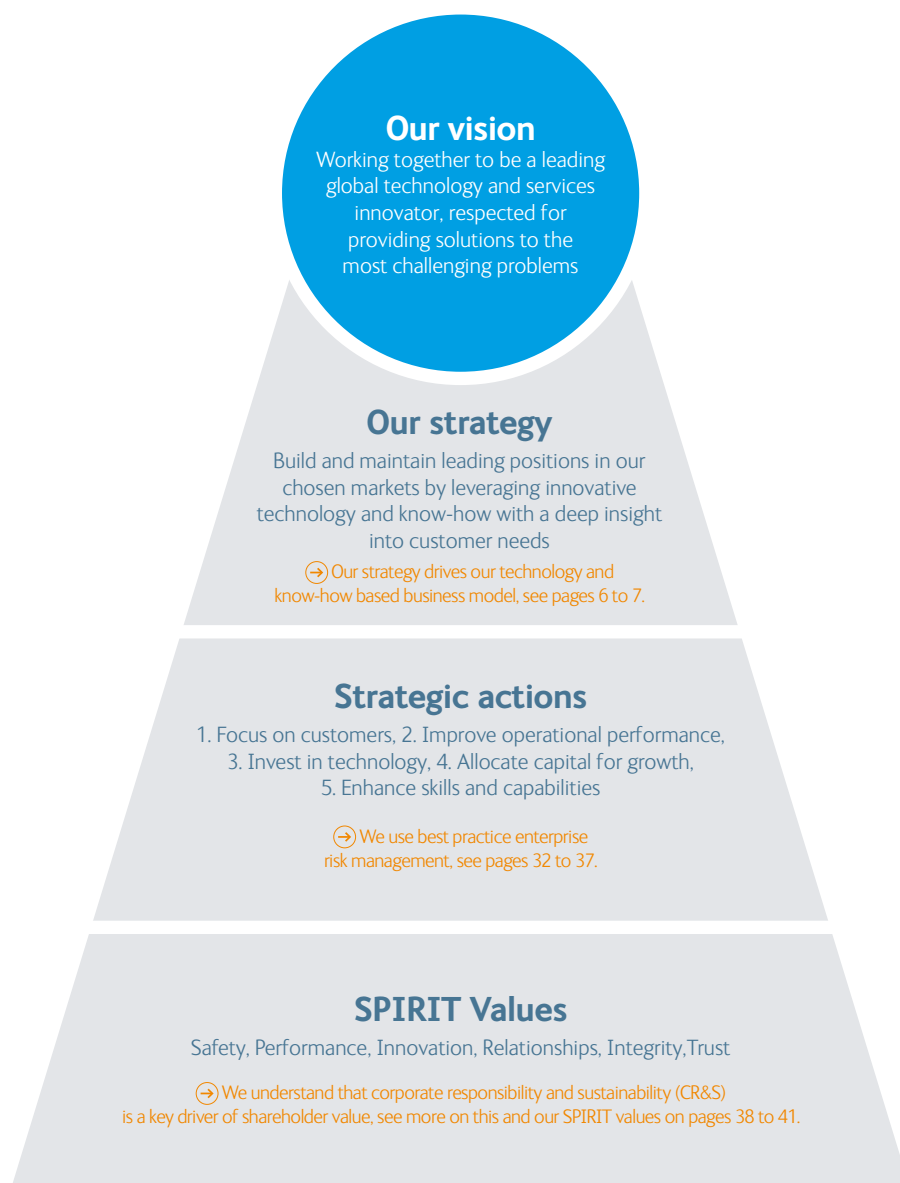 Our vision
Working together to be a leading
global technology and services
innovator, respected for
providing solutions to the
most challenging problems
Our strategy
Build and maintain leading positions in our
chosen markets by leveraging innovative
technology and know-how with a deep insight
into customer needs
Our strategy drives our technology and
know-how based business model, see pages 6 to 7.
Strategic actions
1. Focus on customers, 2. Improve operational performance,
3. Invest in technology, 4. Allocate capital for growth,
5. Enhance skills and capabilities
We use best practice enterprise
risk management, see pages 32 to 37.
SPIRIT Values
Safety, Performance, Innovation, Relationships, Integrity,Trust
We understand that corporate responsibility and sustainability (CR&S)
is a key driver of shareholder value, see more on this and our SPIRIT values on pages 38 to 41.